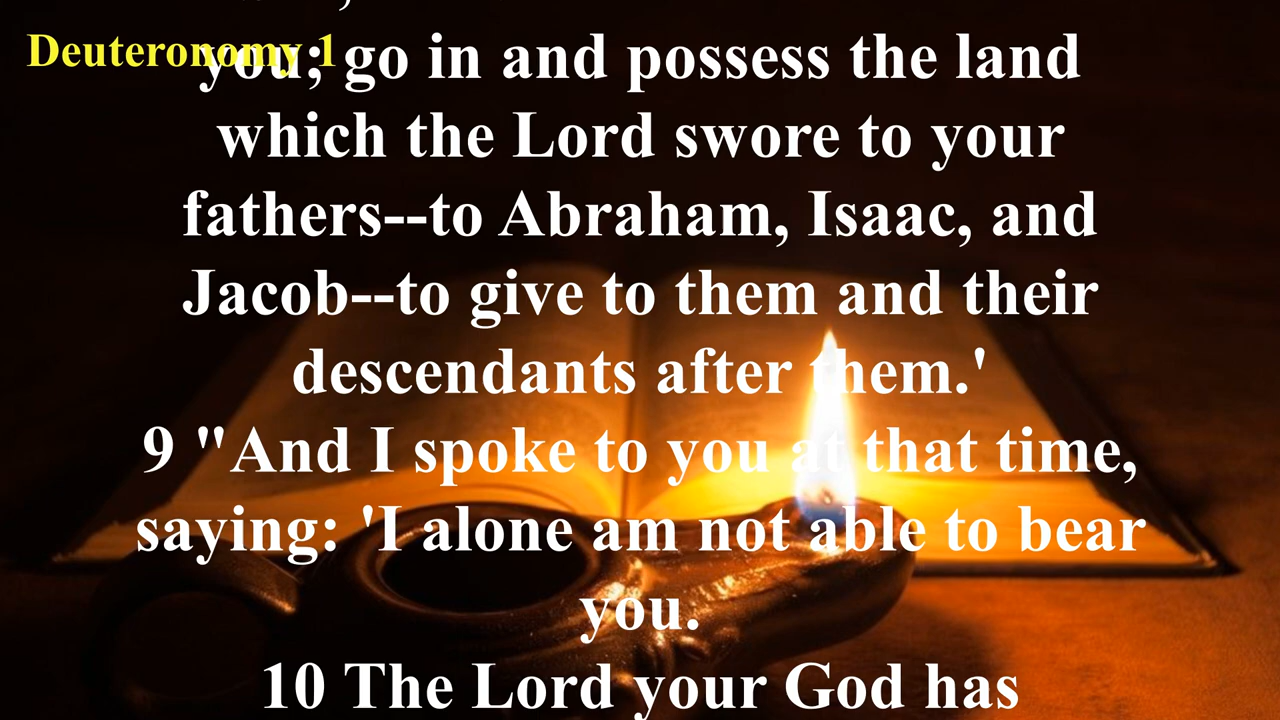 Deuteronomy 1
you; go in and possess the land
which the Lord swore to your
fathers--to Abraham, Isaac, and
Jacob--to give to them and their
descendants after them.'
9 "And I spoke to you at that time,
saying: 'I alone am not able to bear
you.
10 The Lord your God has